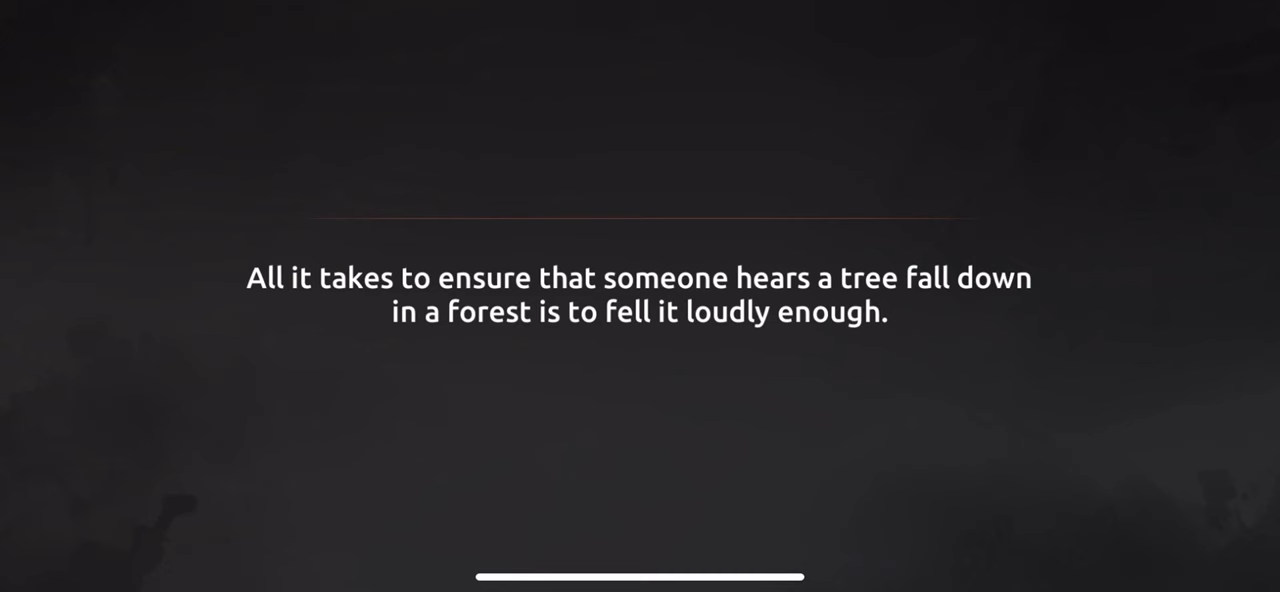 All it takes to ensure that someone hears a tree fall down
in a forest is to fell it loudly enough.